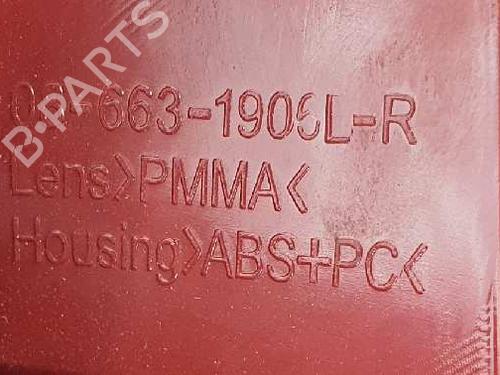 663-1906L-R
Lens>PMMA<
Housing>ABS+PC<
B·PARTS